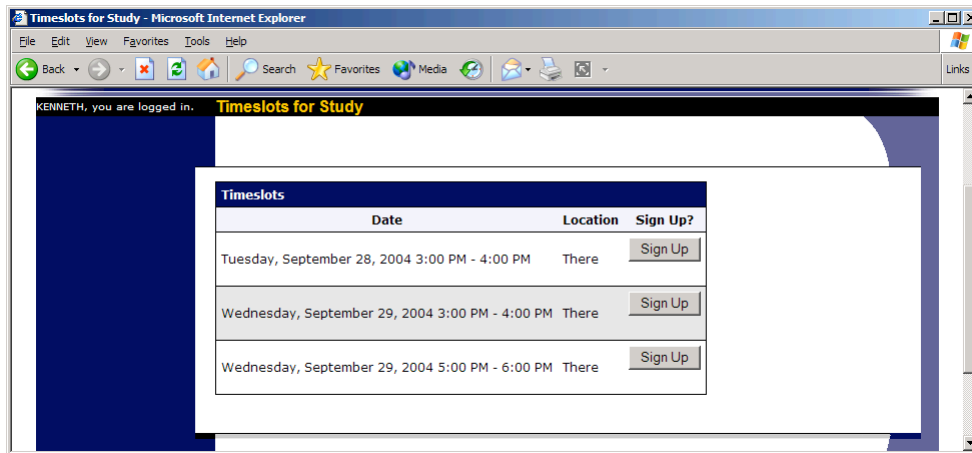 Timeslots for Study - Microsoft Internet Explorer
File Edit View Favorites Tools Help
Back Search Favorites Media Links
KENNETH, you are logged in. Timeslots for Study
Timeslots
Date Location Sign Up?
Tuesday, September 28, 2004 3:00 PM - 4:00 PM There Sign Up
Wednesday, September 29, 2004 3:00 PM - 4:00 PM There Sign Up
Wednesday, September 29, 2004 5:00 PM - 6:00 PM There Sign Up